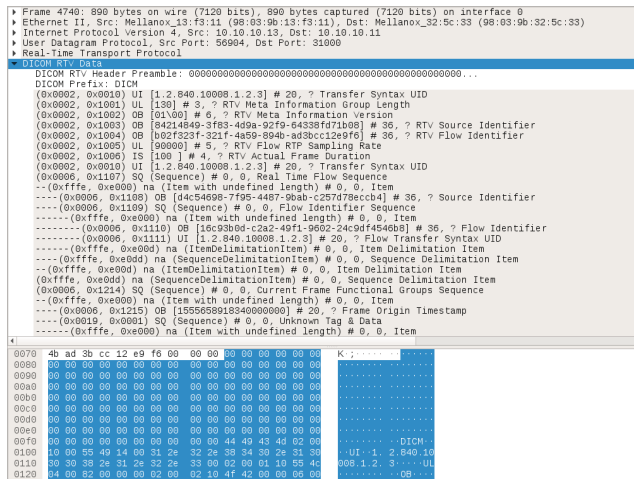 Frame 4740: 890 bytes on wire (7120 bits), 890 bytes captured (7120 bits) on interface 0
Ethernet II, Src: Mellanox_13:f3:11 (98:03:9b:13:f3:11), Dst: Mellanox_32:5c:33 (98:03:9b:32:5c:33)
Internet Protocol Version 4, Src: 10.10.10.13, Dst: 10.10.10.11
User Datagram Protocol, Src Port: 56904, Dst Port: 31000
Real-Time Transport Protocol
DICOM RTV Data
DICOM RTV Header Preamble: 000000000000000000000000000000000000000000000000...
DICOM Prefix: DICM
(0x0002, 0x0010) UI [1.2.840.10008.1.2.3] # 20, ? Transfer Syntax UID
(0x0002, 0x1001) UL [130] # 3, ? RTV Meta Information Group Length
(0x0002, 0x1002) OB [01\00] # 6, ? RTV Meta Information Version
(0x0002, 0x1003) OB [84214849-3f83-4d9a-92f9-64338fd71b08] # 36, ? RTV Source Identifier
(0x0002, 0x1004) OB [b02f323f-321f-4a59-894b-ad3bcc12e9f6] # 36, ? RTV Flow Identifier
(0x0002, 0x1005) UL [90000] # 5, ? RTV Flow RTP Sampling Rate
(0x0002, 0x1006) IS [100 ] # 4, ? RTV Actual Frame Duration
(0x0002, 0x0010) UI [1.2.840.10008.1.2.3] # 20, ? Transfer Syntax UID
(0x0006, 0x1107) SQ (Sequence) # 0, 0, Real Time Flow Sequence
--(0xfffe, 0xe000) na (Item with undefined length) # 0, 0, Item
----(0x0006, 0x1108) OB [d4c54698-7f95-4487-9bab-c257d78eccb4] # 36, ? Source Identifier
----(0x0006, 0x1109) SQ (Sequence) # 0, 0, Flow Identifier Sequence
------(0xfffe, 0xe000) na (Item with undefined length) # 0, 0, Item
--------(0x0006, 0x1110) OB [16c93b0d-c2a2-49f1-9602-24c9df4546b8] # 36, ? Flow Identifier
--------(0x0006, 0x1111) UI [1.2.840.10008.1.2.3] # 20, ? Flow Transfer Syntax UID
------(0xfffe, 0xe00d) na (ItemDelimitationItem) # 0, 0, Item Delimitation Item
----(0xfffe, 0xe0dd) na (SequenceDelimitationItem) # 0, 0, Sequence Delimitation Item
--(0xfffe, 0xe00d) na (ItemDelimitationItem) # 0, 0, Item Delimitation Item
(0xfffe, 0xe0dd) na (SequenceDelimitationItem) # 0, 0, Sequence Delimitation Item
(0x0006, 0x1214) SQ (Sequence) # 0, 0, Current Frame Functional Groups Sequence
--(0xfffe, 0xe000) na (Item with undefined length) # 0, 0, Item
----(0x0006, 0x1215) OB [1555658918340000000] # 20, ? Frame Origin Timestamp
----(0x0019, 0x0001) SQ (Sequence) # 0, 0, Unknown Tag & Data
------(0xfffe, 0xe000) na (Item with undefined length) # 0, 0, Item
0070 4b ad 3b cc 12 e9 f6 00 00 00 00 00 00 00 00 00 K·;····· ········
0080 00 00 00 00 00 00 00 00 00 00 00 00 00 00 00 00 ········ ········
0090 00 00 00 00 00 00 00 00 00 00 00 00 00 00 00 00 ········ ········
00a0 00 00 00 00 00 00 00 00 00 00 00 00 00 00 00 00 ········ ········
00b0 00 00 00 00 00 00 00 00 00 00 00 00 00 00 00 00 ········ ········
00c0 00 00 00 00 00 00 00 00 00 00 00 00 00 00 00 00 ········ ········
00d0 00 00 00 00 00 00 00 00 00 00 00 00 00 00 00 00 ········ ········
00e0 00 00 00 00 00 00 00 00 00 00 00 00 00 00 00 00 ········ ········
00f0 00 00 00 00 00 00 00 00 00 00 44 49 43 4d 02 00 ········ ··DICM··
0100 10 00 55 49 14 00 31 2e 32 2e 38 34 30 2e 31 30 ··UI··1. 2.840.10
0110 30 30 38 2e 31 2e 32 2e 33 00 02 00 01 10 55 4c 008.1.2. 3·····UL
0120 04 00 82 00 00 00 02 00 02 10 4f 42 00 00 06 00 ········ ··OB····